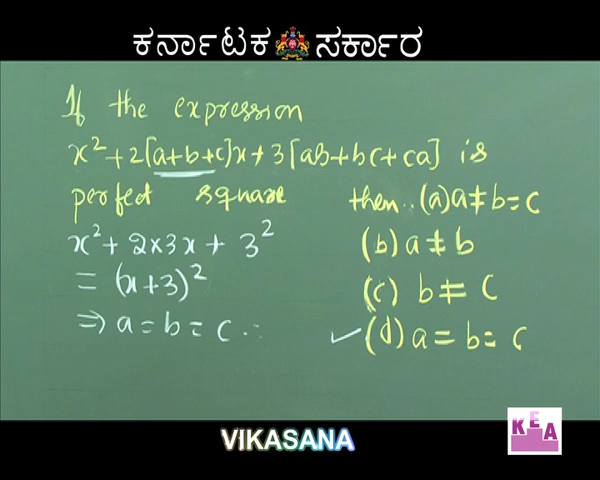 ಕರ್ನಾಟಕ ಸರ್ಕಾರ
If the expression
x² + 2[a+b+c]x + 3[ab+bc+ca] is
perfect square then.. (a) a ≠ b = c
x² + 2×3x + 3² (b) a ≠ b
= (x+3)² (c) b ≠ c
⇒ a = b = c ∴ ✓(d) a = b = c
VIKASANA
KEA